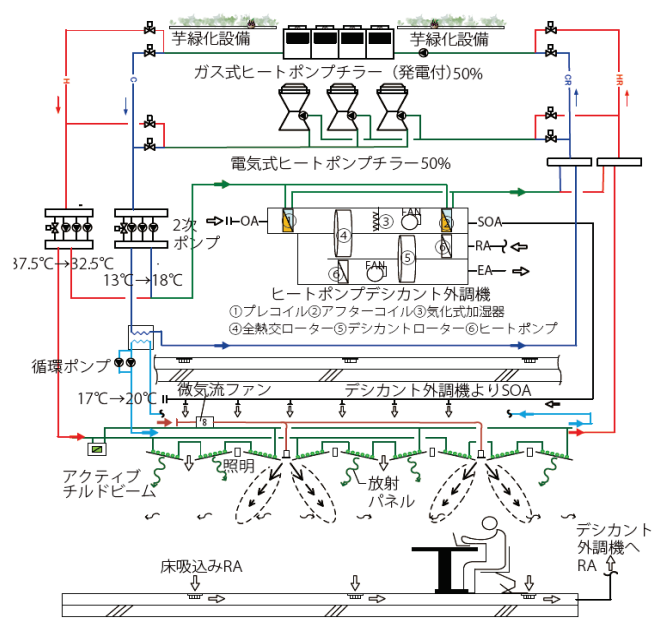 芋緑化設備
芋緑化設備
ガス式ヒートポンプチラー（発電付)50%
H
C
CR
HR
電気式ヒートポンプチラー50%
2次
ポンプ
OA
FAN
③
SOA
④
⑥
RA
⑤
⑥
FAN
EA
37.5℃→32.5℃
13℃→18℃
ヒートポンプデシカント外調機
①プレコイル②アフターコイル③気化式加湿器
④全熱交ローター⑤デシカントローター⑥ヒートポンプ
循環ポンプ
17℃→20℃
微気流ファン
デシカント外調機よりSOA
8
アクティブ
チルドビーム
照明
放射
パネル
床吸込みRA
デシカント
外調機へ
RA